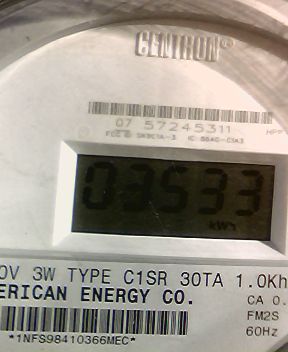 CENTRON®
07 57245311
03533
kWh
0V 3W TYPE C1SR 30TA 1.0Kh
ERICAN ENERGY CO.
CA 0.
FM2S
60Hz
*1NFS98410366MEC*